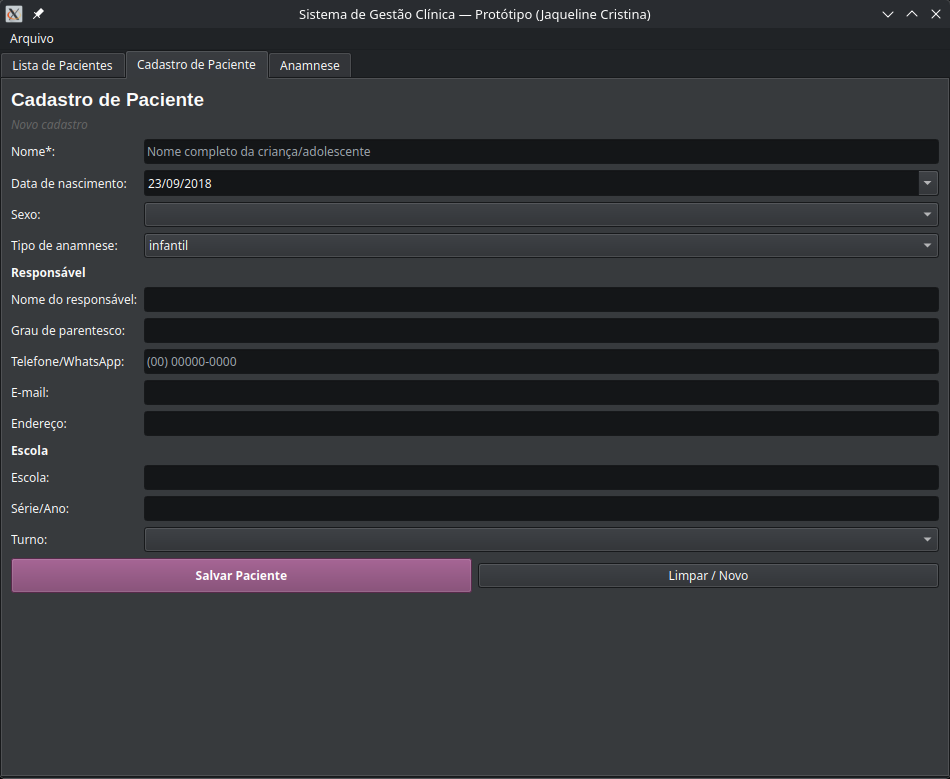 Sistema de Gestão Clínica — Protótipo (Jaqueline Cristina)
Arquivo
Lista de Pacientes Cadastro de Paciente Anamnese
Cadastro de Paciente
Novo cadastro
Nome*: Nome completo da criança/adolescente
Data de nascimento: 23/09/2018
Sexo:
Tipo de anamnese: infantil
Responsável
Nome do responsável:
Grau de parentesco:
Telefone/WhatsApp: (00) 00000-0000
E-mail:
Endereço:
Escola
Escola:
Série/Ano:
Turno:
Salvar Paciente Limpar / Novo